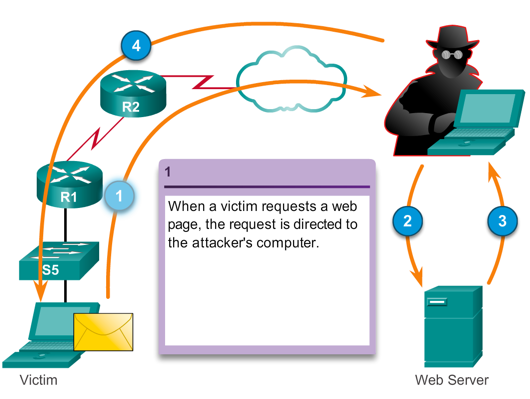 4
R2
R1
1
S5
1
When a victim requests a web
page, the request is directed to
the attacker's computer.
2
3
Victim
Web Server